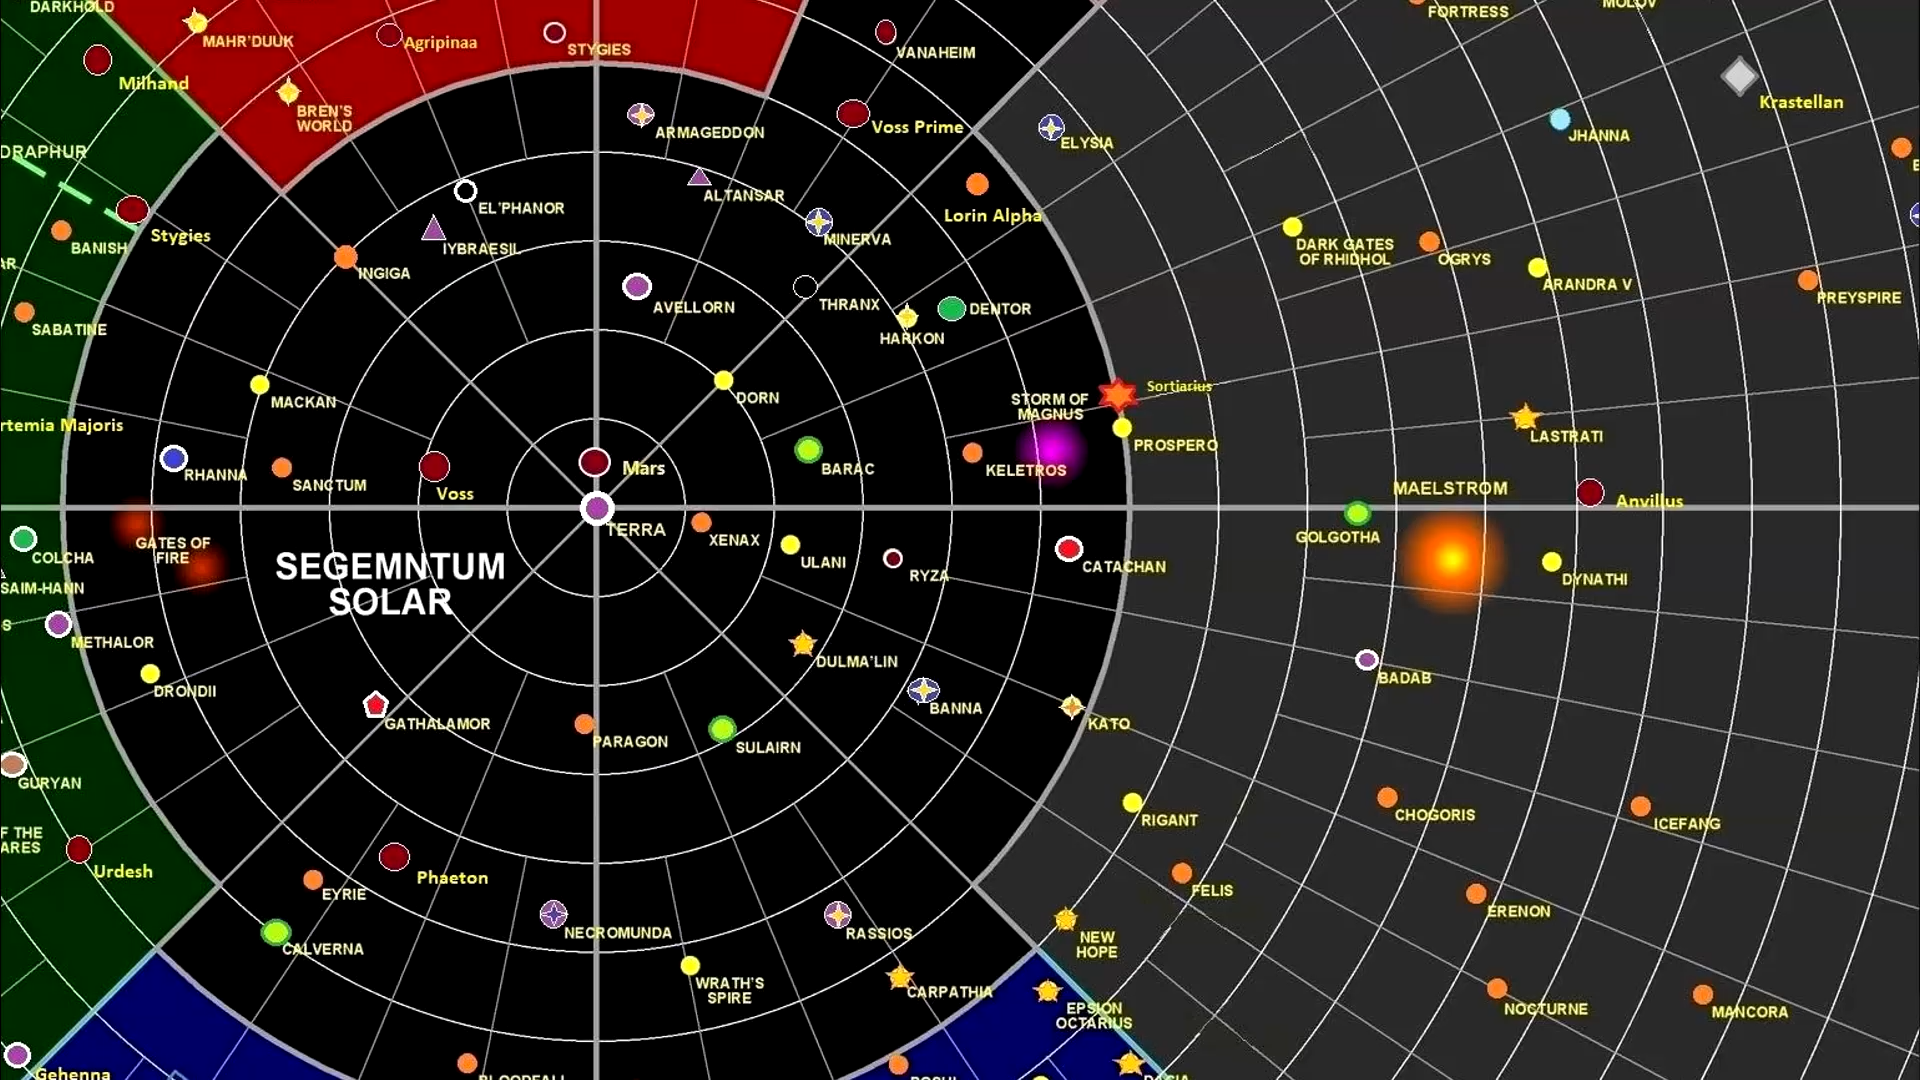 DARKHOLD
MAHR'DUUK
Agripinaa
STYGIES
VANAHEIM
FORTRESS
MOLOV
Milhand
BREN'S
WORLD
ARMAGEDDON
Voss Prime
ELYSIA
JHANNA
Krastellan
DRAPHUR
Stygies
BANISH
EL'PHANOR
IYBRAESIL
INGIGA
ALTANSAR
MINERVA
Lorin Alpha
DARK GATES
OF RHIDHOL
OGRYS
ARANDRA V
PREYSPIRE
AR
SABATINE
AVELLORN
THRANX
HARKON
DENTOR
MACKAN
DORN
STORM OF
MAGNUS
Sortiarius
PROSPERO
LASTRATI
rtemia Majoris
RHANNA
SANCTUM
Voss
Mars
BARAC
KELETROS
MAELSTROM
Anvillus
TERRA
XENAX
GOLGOTHA
COLCHA
GATES OF
FIRE
SEGEMNTUM
SOLAR
ULANI
RYZA
CATACHAN
DYNATHI
SAIM-HANN
S
METHALOR
DRONDII
DULMA'LIN
BANNA
BADAB
GATHALAMOR
PARAGON
SULAIRN
KATO
GURYAN
F THE
ARES
RIGANT
CHOGORIS
ICEFANG
Urdesh
EYRIE
Phaeton
FELIS
ERENON
CALVERNA
NECROMUNDA
RASSIOS
NEW
HOPE
WRATH'S
SPIRE
CARPATHIA
EPSION
OCTARIUS
NOCTURNE
MANCORA
Gehenna
BLOODFALL